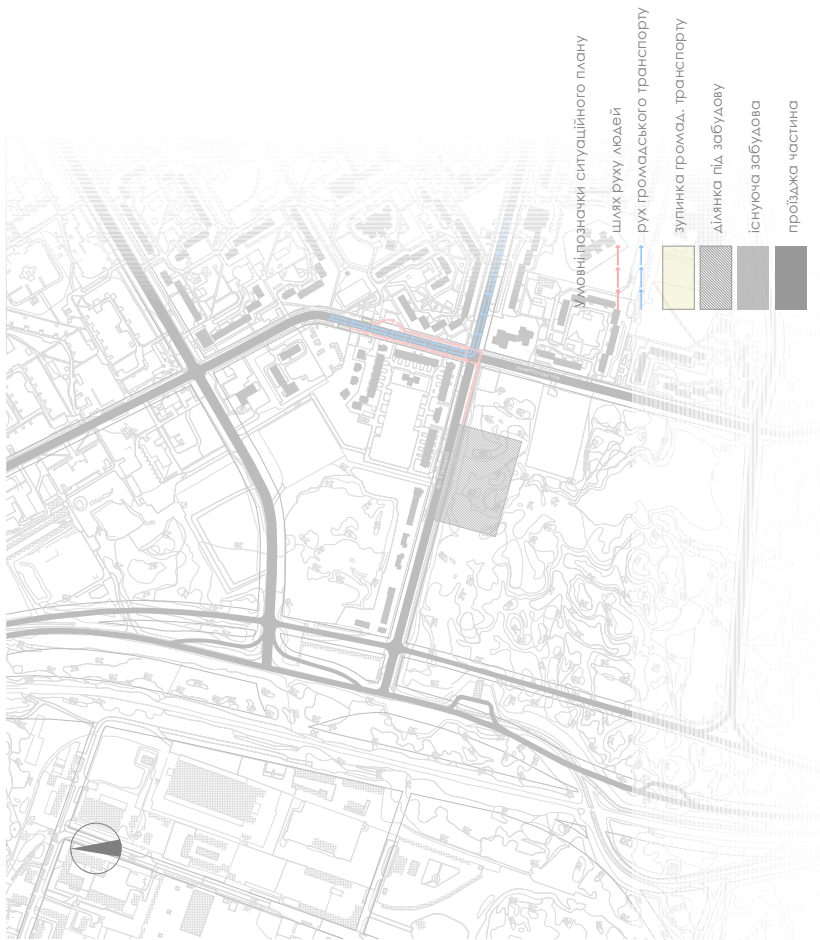 Умовні позначки ситуаційного плану
шлях руху людей
рух громадського транспорту
зупинка громад. транспорту
ділянка під забудову
існуюча забудова
проїзджа частина